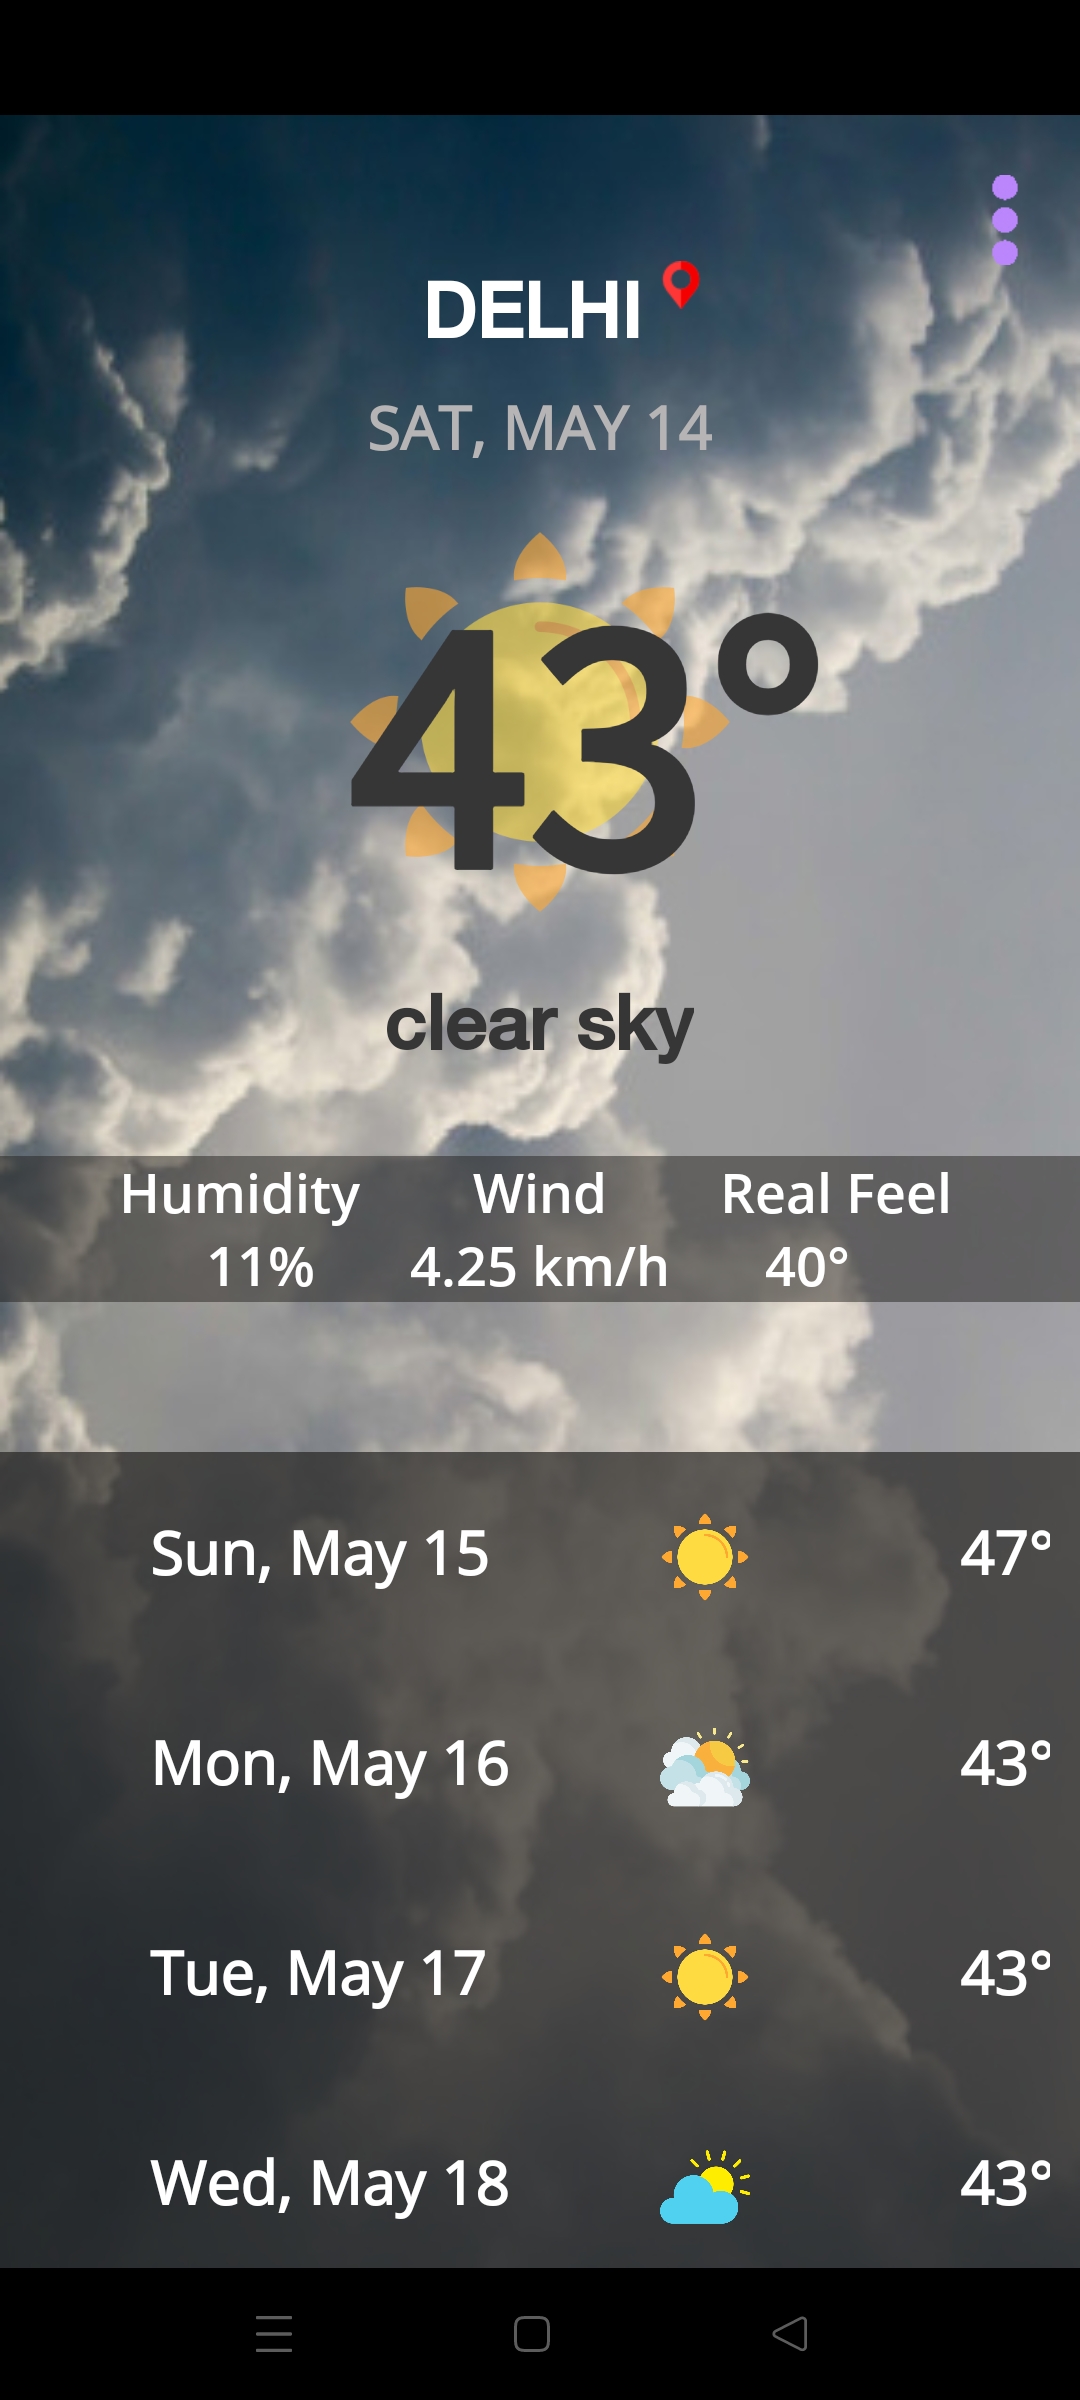 DELHI
SAT, MAY 14
43°
clear sky
Humidity Wind Real Feel
11% 4.25 km/h 40°
Sun, May 15 47°
Mon, May 16 43°
Tue, May 17 43°
Wed, May 18 43°